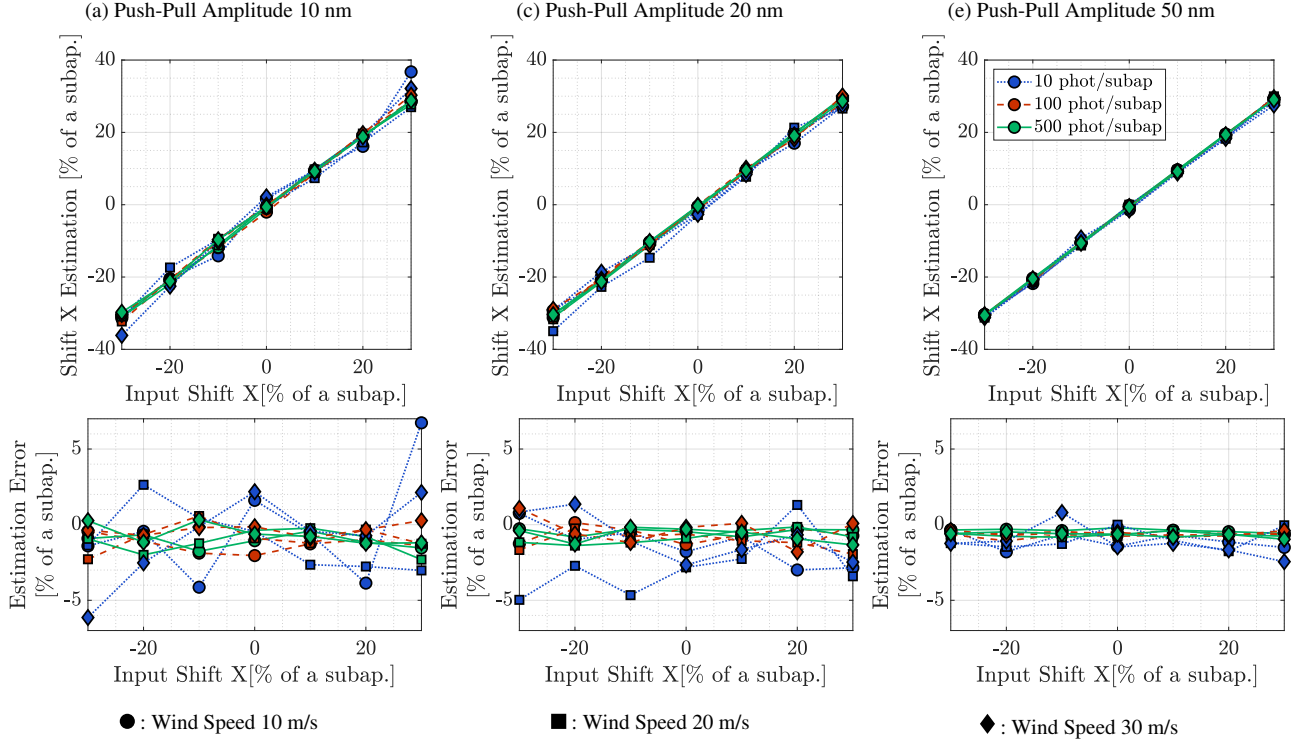 (a) Push-Pull Amplitude 10 nm
(c) Push-Pull Amplitude 20 nm
(e) Push-Pull Amplitude 50 nm
Shift X Estimation [% of a subap.]
40
20
0
-20
-40
-20
0
20
Input Shift X[% of a subap.]
Shift X Estimation [% of a subap.]
40
20
0
-20
-40
-20
0
20
Input Shift X[% of a subap.]
Shift X Estimation [% of a subap.]
40
20
0
-20
-40
10 phot/subap
100 phot/subap
500 phot/subap
-20
0
20
Input Shift X[% of a subap.]
Estimation Error
[% of a subap.]
5
0
-5
-20
0
20
Input Shift X[% of a subap.]
Estimation Error
[% of a subap.]
5
0
-5
-20
0
20
Input Shift X[% of a subap.]
Estimation Error
[% of a subap.]
5
0
-5
-20
0
20
Input Shift X[% of a subap.]
: Wind Speed 10 m/s
: Wind Speed 20 m/s
: Wind Speed 30 m/s